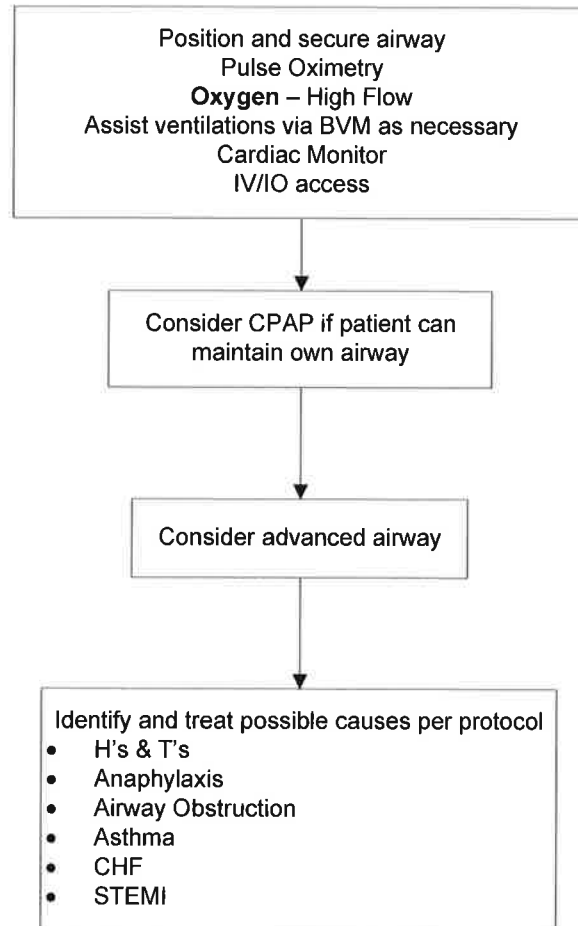 Position and secure airway
Pulse Oximetry
Oxygen – High Flow
Assist ventilations via BVM as necessary
Cardiac Monitor
IV/IO access
Consider CPAP if patient can
maintain own airway
Consider advanced airway
Identify and treat possible causes per protocol
• H's & T's
• Anaphylaxis
• Airway Obstruction
• Asthma
• CHF
• STEMI